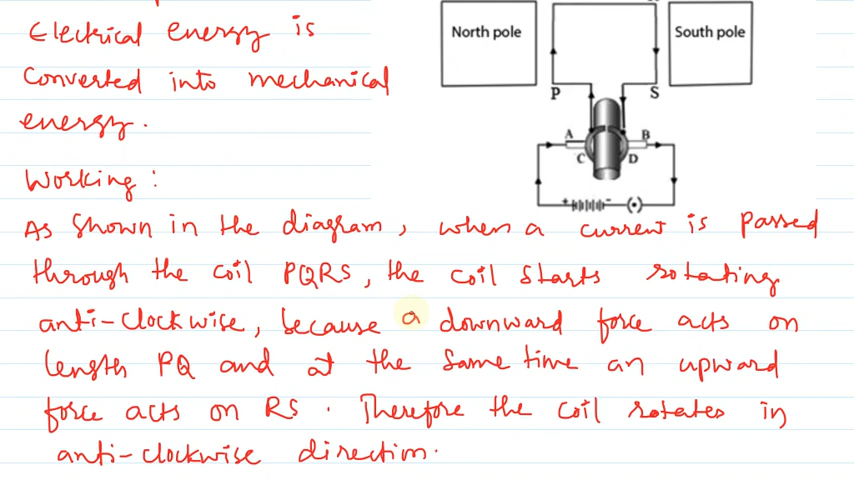 Electrical energy is
Converted into mechanical
energy.
North pole
South pole
P
S
A
B
C
D
+
-
Working:
As shown in the diagram, when a current is passed
through the coil PQRS, the coil starts rotating
anti-clockwise, because a downward force acts on
length PQ and at the same time an upward
force acts on RS. Therefore the coil rotates in
anti-clockwise direction.